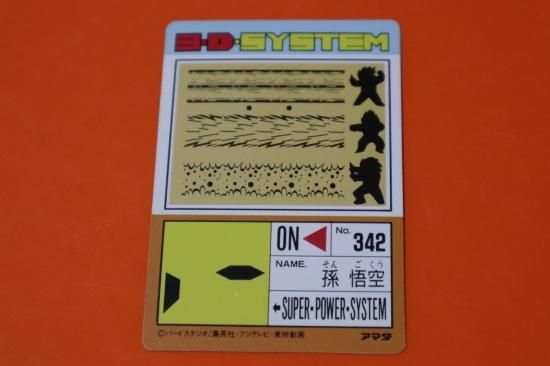 3・D・SYSTEM
ON
No. 342
NAME.
そん ご くう
孫 悟空
←SUPER・POWER・SYSTEM
©バードスタジオ/集英社・フジテレビ・東映動画
アマダ